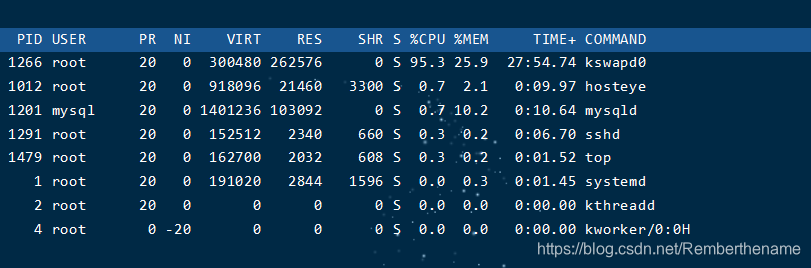 PID USER PR NI VIRT RES SHR S %CPU %MEM TIME+ COMMAND
1266 root 20 0 300480 262576 0 S 95.3 25.9 27:54.74 kswapd0
1012 root 20 0 918096 21460 3300 S 0.7 2.1 0:09.97 hosteye
1201 mysql 20 0 1401236 103092 0 S 0.7 10.2 0:10.64 mysqld
1291 root 20 0 152512 2340 660 S 0.3 0.2 0:06.70 sshd
1479 root 20 0 162700 2032 608 S 0.3 0.2 0:01.52 top
1 root 20 0 191020 2844 1596 S 0.0 0.3 0:01.45 systemd
2 root 20 0 0 0 0 S 0.0 0.0 0:00.00 kthreadd
4 root 0 -20 0 0 0 S 0.0 0.0 0:00.00 kworker/0:0H
https://blog.csdn.net/Remberthename